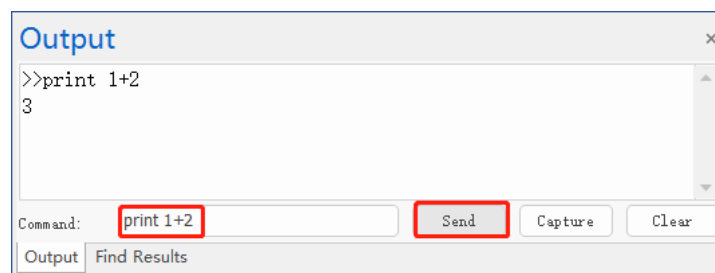 Output
>>print 1+2
3
Command: print 1+2 Send Capture Clear
Output Find Results